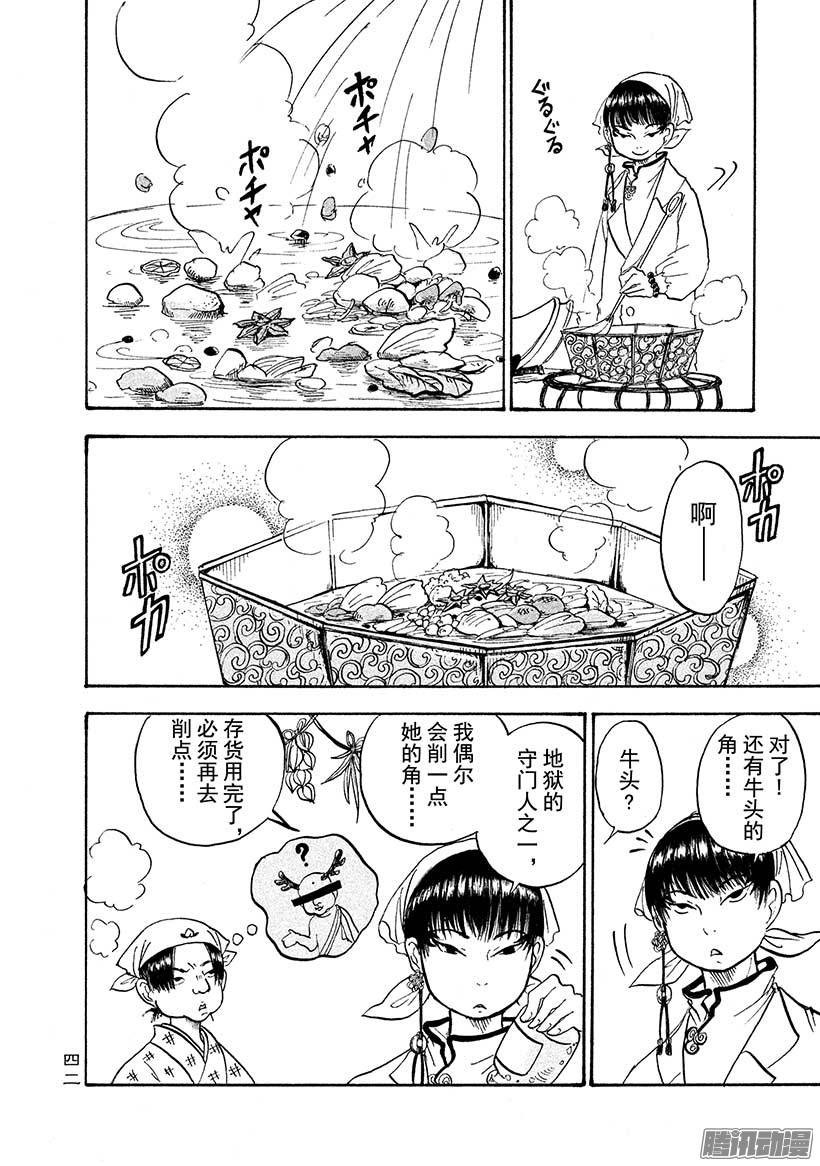 ぐるぐる
ポチャ
ポチャ
ポカ
啊——
ポカ
对了！
还有牛头的
角……
牛头？
地狱的
守门人之一，
我偶尔
会削一点
她的角……
存货用完了，
必须再去
削点……
？
四二
腾讯动漫